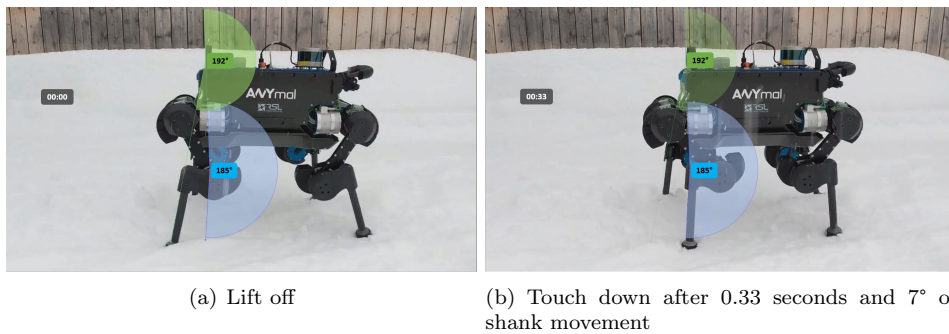 192°
00:00
ANYmal
RSL
185°
192°
00:33
ANYmal
RSL
185°
(a) Lift off
(b) Touch down after 0.33 seconds and 7° o
shank movement